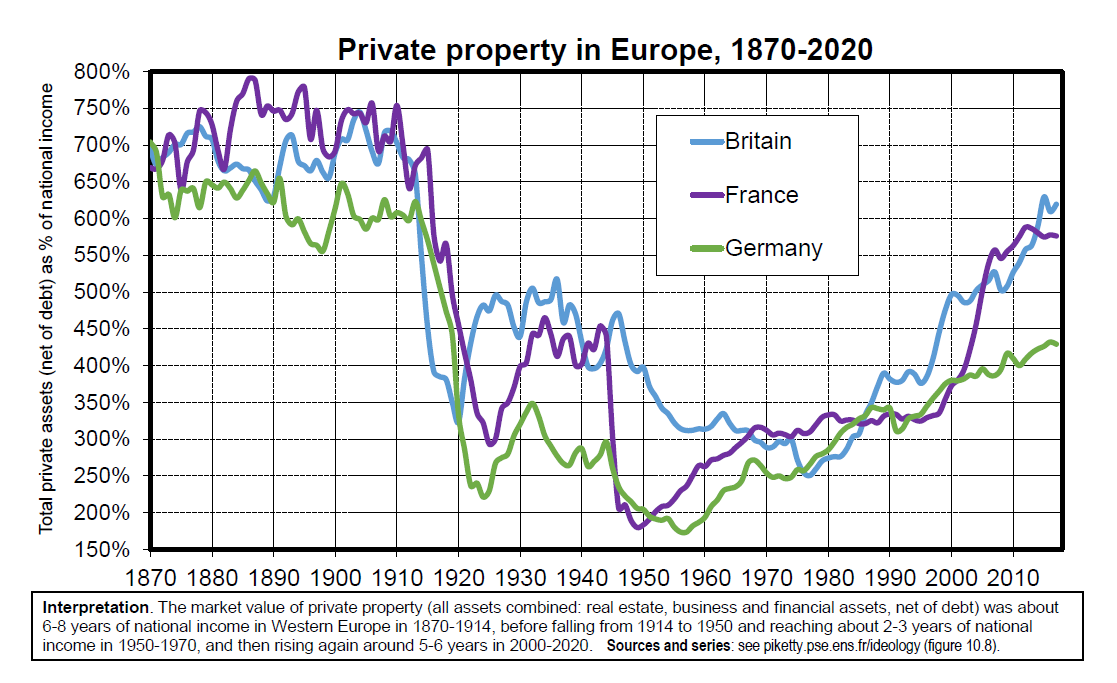 Private property in Europe, 1870-2020
Total private assets (net of debt) as % of national income
800%
750%
700%
650%
600%
550%
500%
450%
400%
350%
300%
250%
200%
150%
Britain
France
Germany
1870 1880 1890 1900 1910 1920 1930 1940 1950 1960 1970 1980 1990 2000 2010
Interpretation. The market value of private property (all assets combined: real estate, business and financial assets, net of debt) was about
6-8 years of national income in Western Europe in 1870-1914, before falling from 1914 to 1950 and reaching about 2-3 years of national
income in 1950-1970, and then rising again around 5-6 years in 2000-2020. Sources and series: see piketty.pse.ens.fr/ideology (figure 10.8).